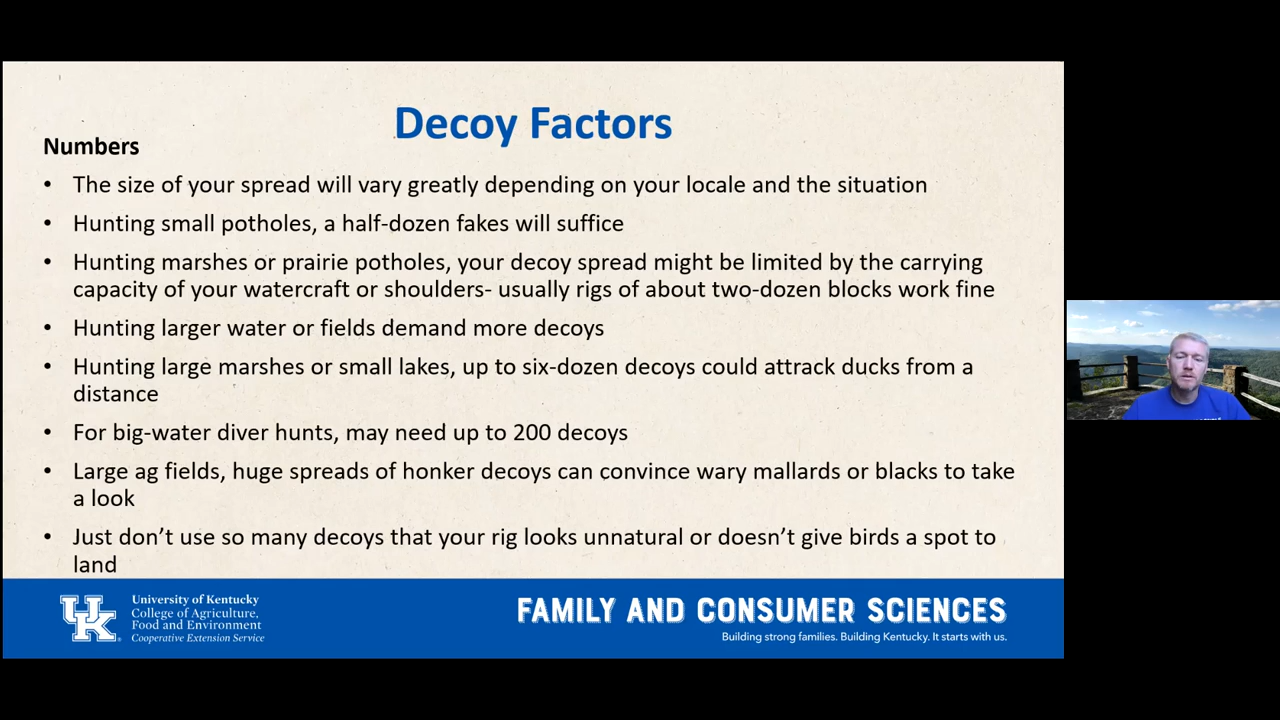 Decoy Factors
Numbers
• The size of your spread will vary greatly depending on your locale and the situation
• Hunting small potholes, a half-dozen fakes will suffice
• Hunting marshes or prairie potholes, your decoy spread might be limited by the carrying
capacity of your watercraft or shoulders- usually rigs of about two-dozen blocks work fine
• Hunting larger water or fields demand more decoys
• Hunting large marshes or small lakes, up to six-dozen decoys could attrack ducks from a
distance
• For big-water diver hunts, may need up to 200 decoys
• Large ag fields, huge spreads of honker decoys can convince wary mallards or blacks to take
a look
• Just don’t use so many decoys that your rig looks unnatural or doesn’t give birds a spot to
land
UK
University of Kentucky
College of Agriculture,
Food and Environment
Cooperative Extension Service
FAMILY AND CONSUMER SCIENCES
Building strong families. Building Kentucky. It starts with us.